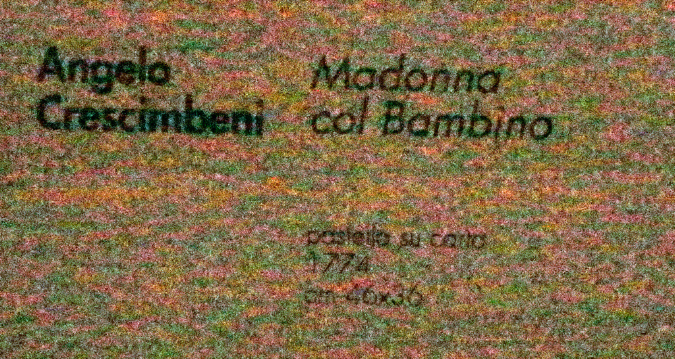 Angelo
Crescimbeni
Madonna
col Bambino
pastello su carta
1774
cm 46x36